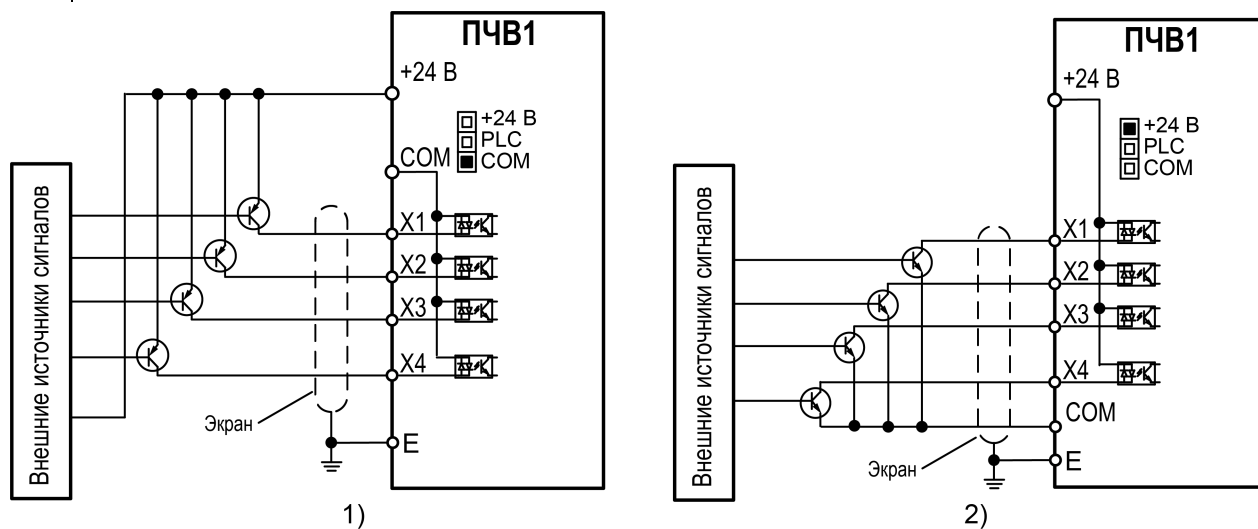 ПЧВ1
+24 В
+24 В
PLC
COM
COM
X1
X2
X3
X4
E
Внешние источники сигналов
Экран
1)
ПЧВ1
+24 В
+24 В
PLC
COM
X1
X2
X3
X4
COM
E
Внешние источники сигналов
Экран
2)